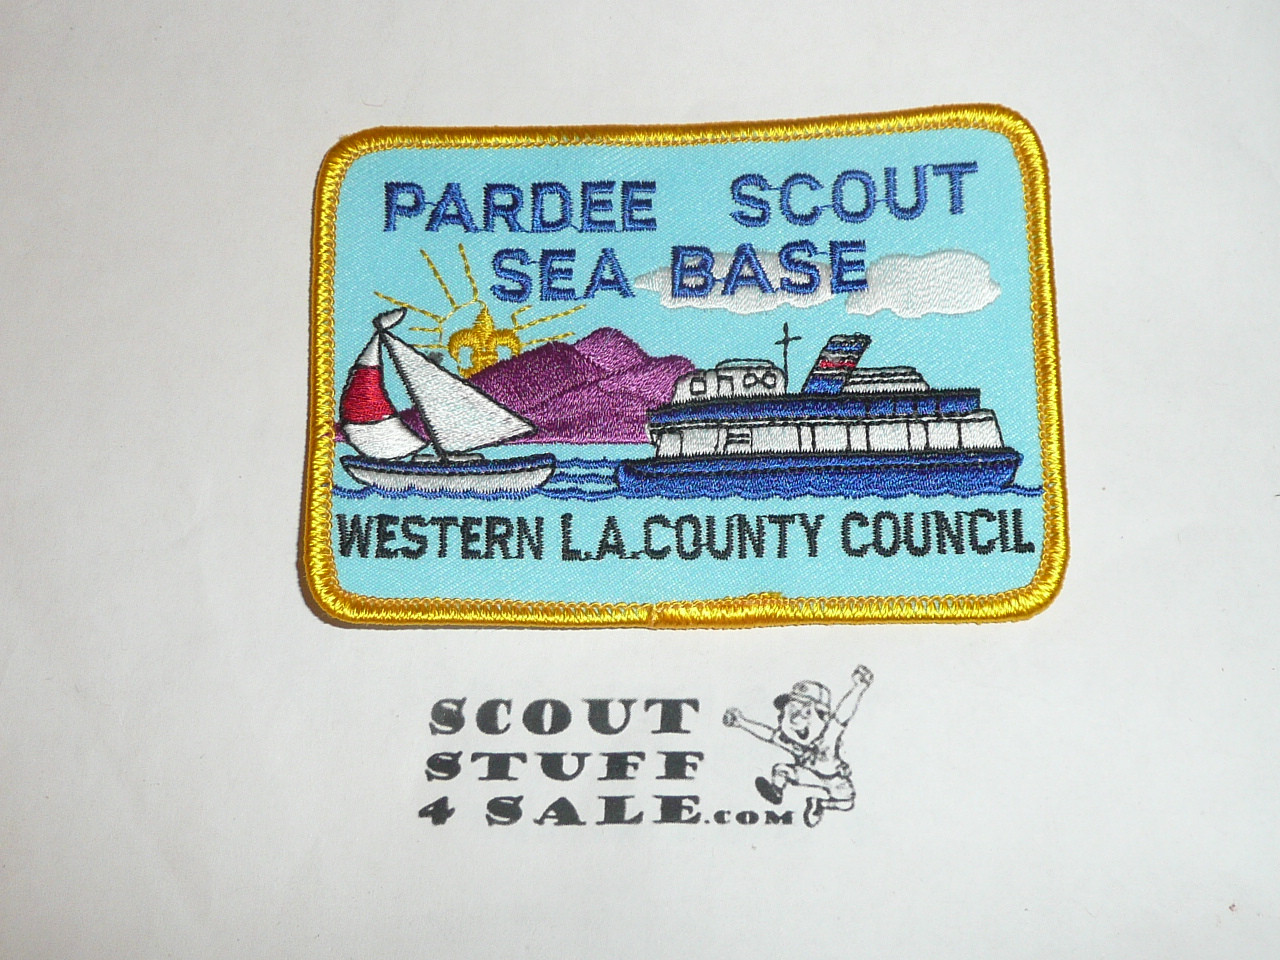 PARDEE SCOUT
SEA BASE
WESTERN L.A. COUNTY COUNCIL
SCOUT
STUFF
4 SALE.COM